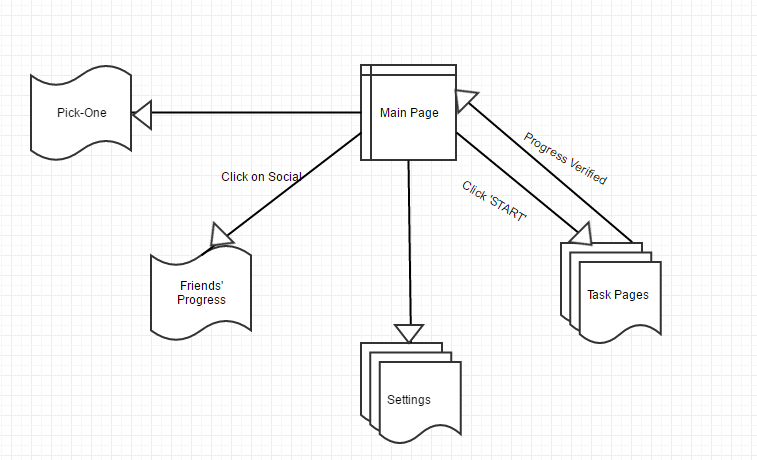 Pick-One
Main Page
Progress Verified
Click on Social
Click 'START'
Friends'
Progress
Task Pages
Settings